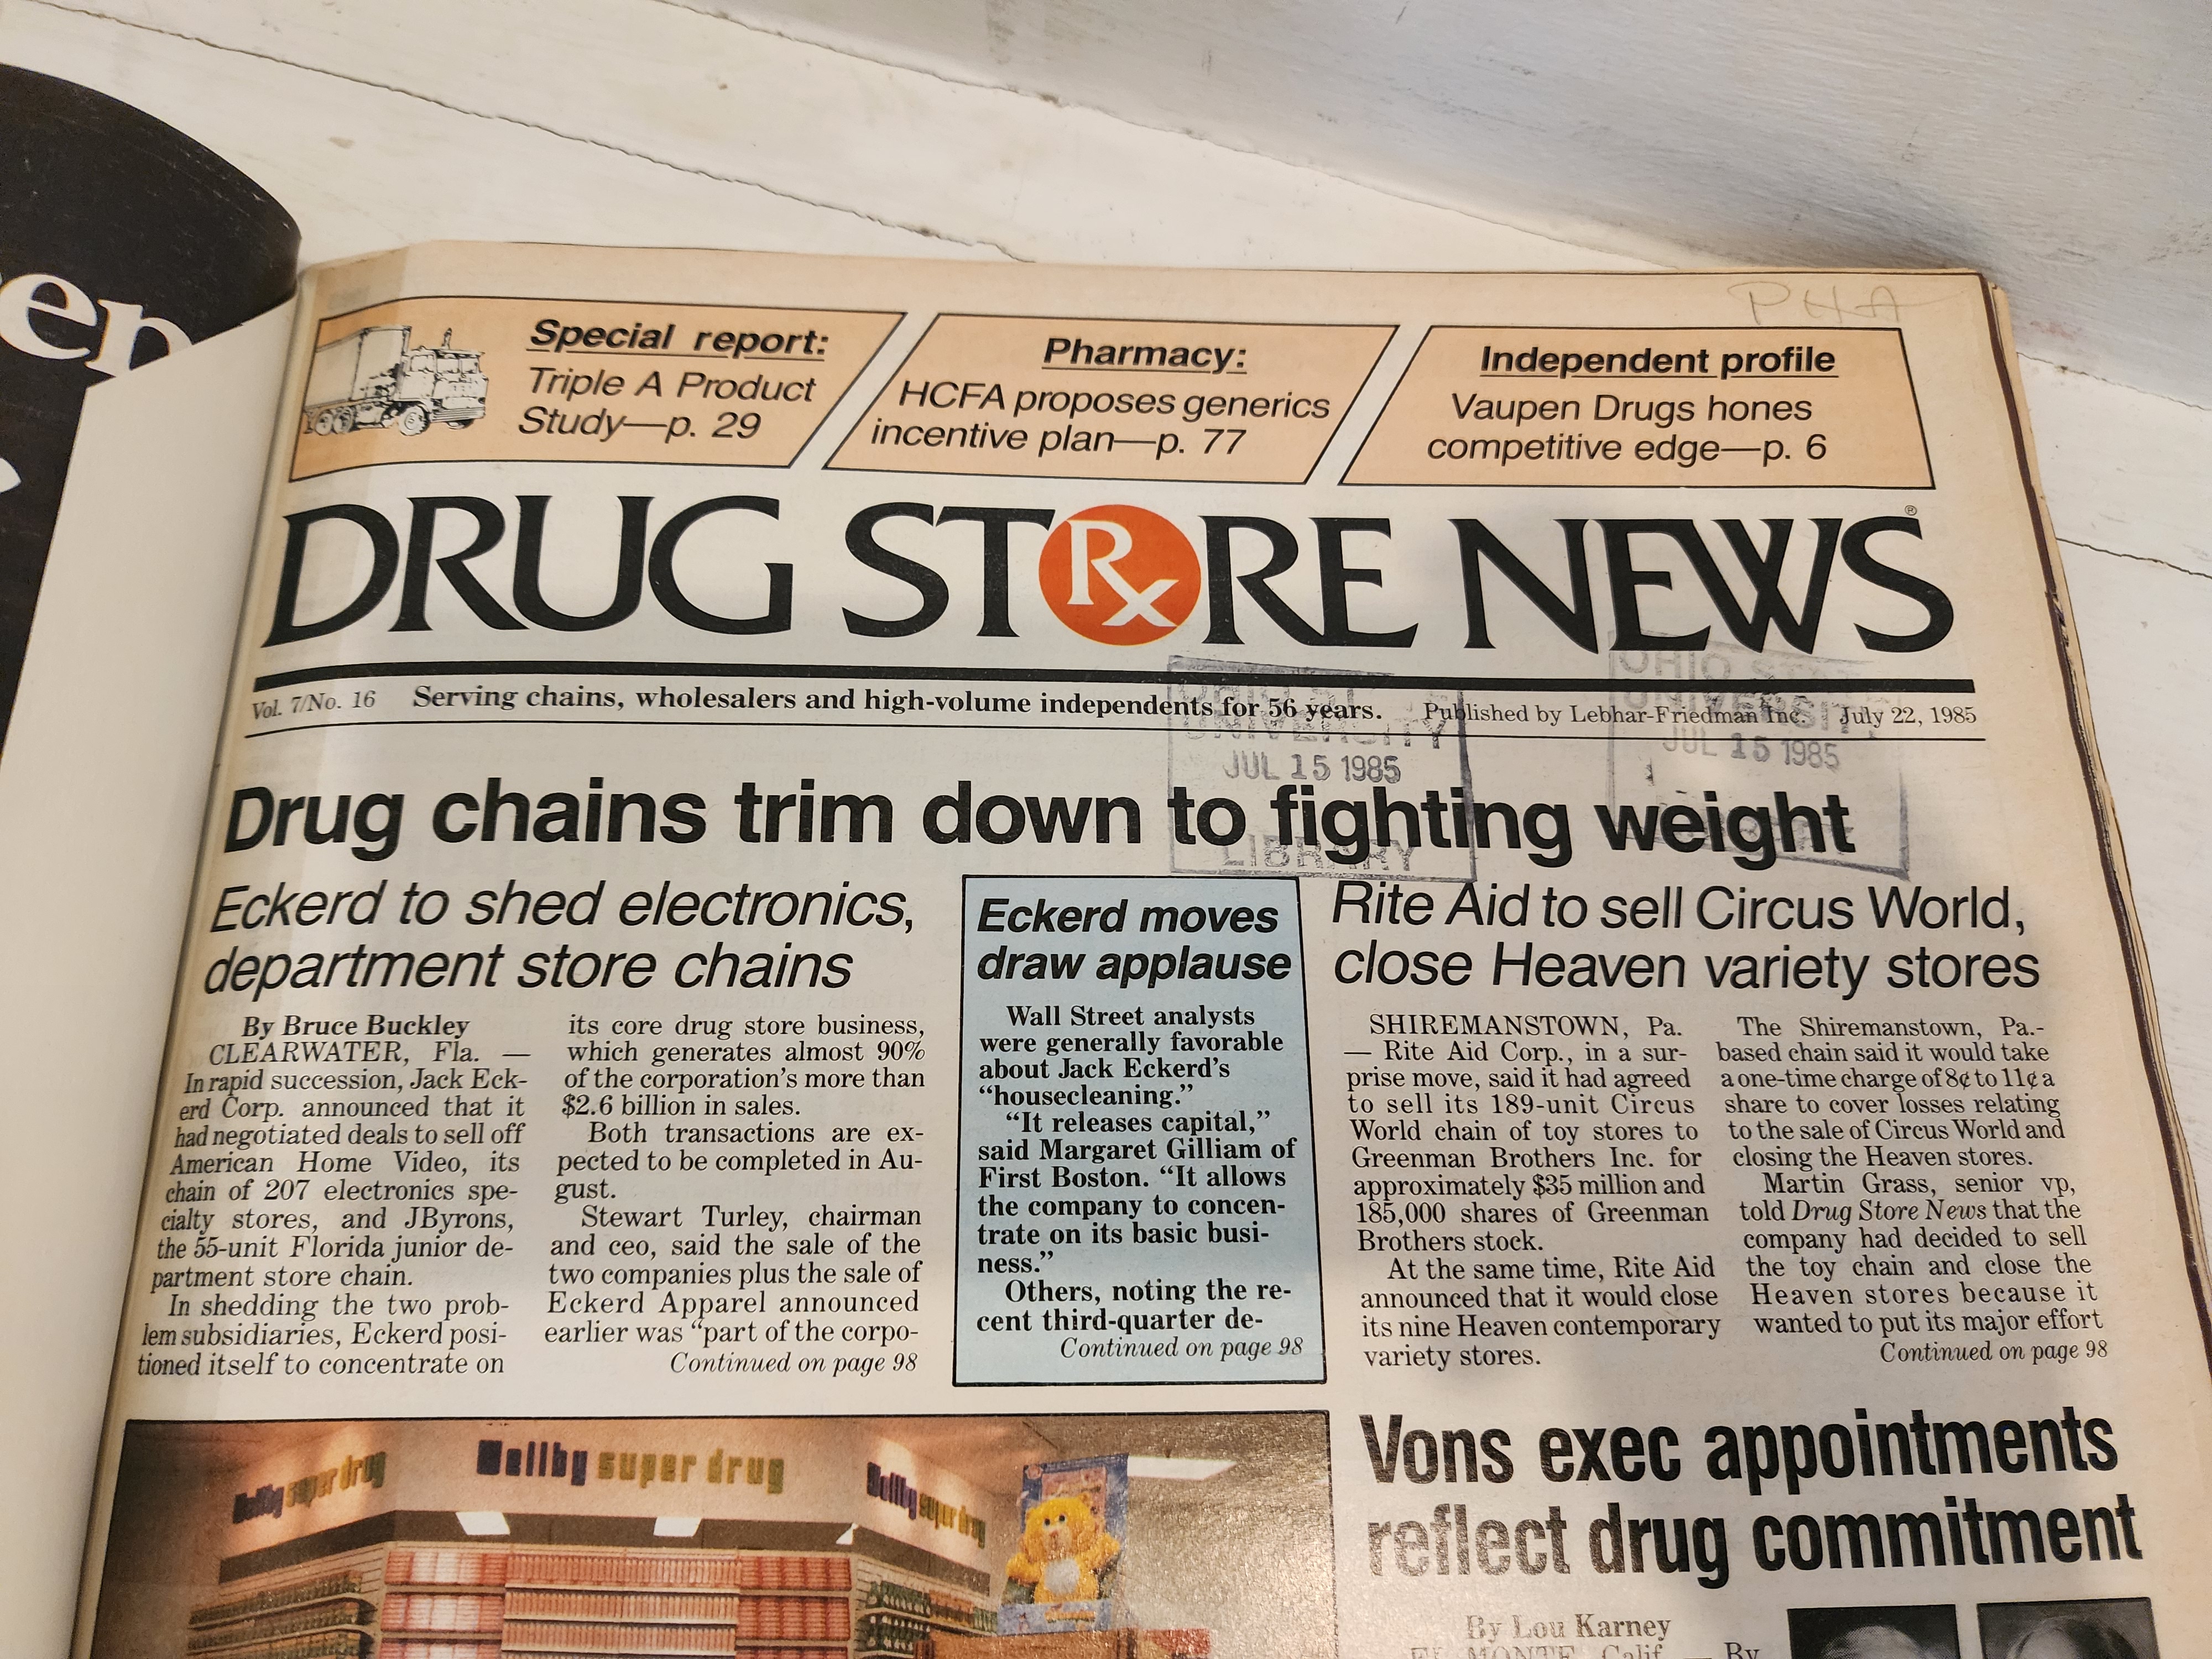 en
PHA
Special report:
Triple A Product
Study—p. 29
Pharmacy:
HCFA proposes generics
incentive plan—p. 77
Independent profile
Vaupen Drugs hones
competitive edge—p. 6
DRUG STRxRE NEWS®
Vol. 7/No. 16 Serving chains, wholesalers and high-volume independents for 56 years. Published by Lebhar-Friedman Inc. July 22, 1985
UNIVERSITY
JUL 15 1985
LIBRARY
OHIO STATE
UNIVERSITY
JUL 15 1985
Drug chains trim down to fighting weight
Eckerd to shed electronics,
department store chains
By Bruce Buckley
CLEARWATER, Fla. —
In rapid succession, Jack Eck-
erd Corp. announced that it
had negotiated deals to sell off
American Home Video, its
chain of 207 electronics spe-
cialty stores, and JByrons,
the 55-unit Florida junior de-
partment store chain.
In shedding the two prob-
lem subsidiaries, Eckerd posi-
tioned itself to concentrate on
its core drug store business,
which generates almost 90%
of the corporation's more than
$2.6 billion in sales.
Both transactions are ex-
pected to be completed in Au-
gust.
Stewart Turley, chairman
and ceo, said the sale of the
two companies plus the sale of
Eckerd Apparel announced
earlier was "part of the corpo-
Continued on page 98
Eckerd moves
draw applause
Wall Street analysts
were generally favorable
about Jack Eckerd's
"housecleaning."
"It releases capital,"
said Margaret Gilliam of
First Boston. "It allows
the company to concen-
trate on its basic busi-
ness."
Others, noting the re-
cent third-quarter de-
Continued on page 98
Rite Aid to sell Circus World,
close Heaven variety stores
SHIREMANSTOWN, Pa.
— Rite Aid Corp., in a sur-
prise move, said it had agreed
to sell its 189-unit Circus
World chain of toy stores to
Greenman Brothers Inc. for
approximately $35 million and
185,000 shares of Greenman
Brothers stock.
At the same time, Rite Aid
announced that it would close
its nine Heaven contemporary
variety stores.
The Shiremanstown, Pa.-
based chain said it would take
a one-time charge of 8¢ to 11¢ a
share to cover losses relating
to the sale of Circus World and
closing the Heaven stores.
Martin Grass, senior vp,
told Drug Store News that the
company had decided to sell
the toy chain and close the
Heaven stores because it
wanted to put its major effort
Continued on page 98
Wellby super drug
Wellby super drug
Wellby super drug
Vons exec appointments
reflect drug commitment
By Lou Karney
EL MONTE, Calif. — By